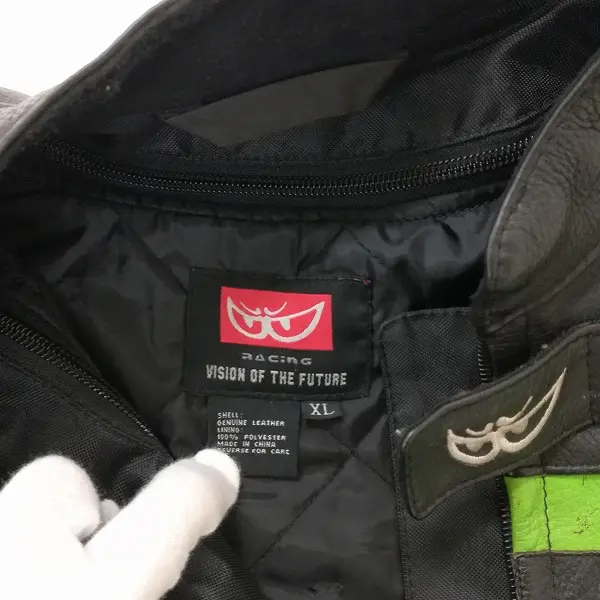 RACING
VISION OF THE FUTURE
XL
SHELL:
GENUINE LEATHER
LINING:
100% POLYESTER
MADE IN CHINA
REVERSE FOR CARE